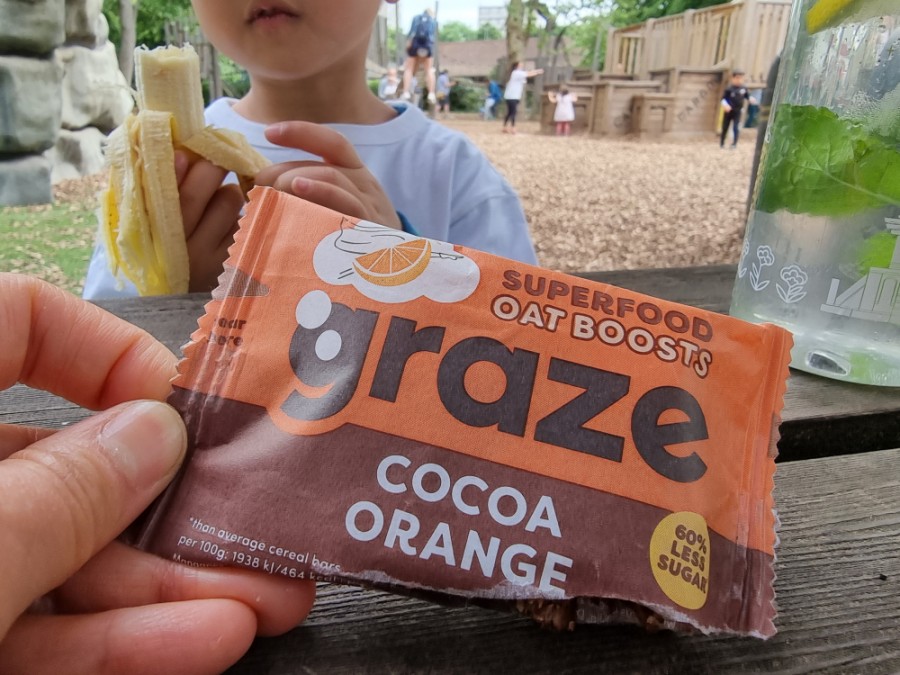 SUPERFOOD
OAT BOOSTS
graze
COCOA
ORANGE
60%
LESS
SUGAR
*than average cereal bars
per 100g: 1938 kJ/464